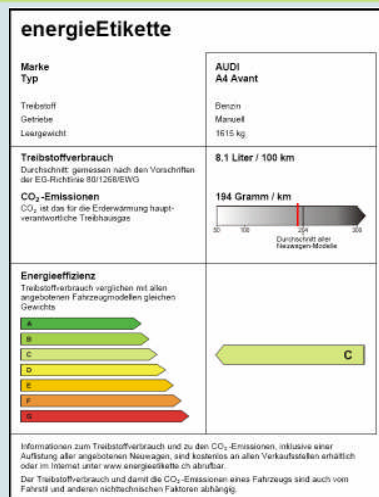 energieEtikette
Marke AUDI
Typ A4 Avant
Treibstoff Benzin
Getriebe Manuell
Leergewicht 1615 kg
Treibstoffverbrauch 8.1 Liter / 100 km
Durchschnitt: gemessen nach den Vorschriften
der EG-Richtlinie 80/1268/EWG
CO₂-Emissionen 194 Gramm / km
CO₂ ist das für die Erderwärmung haupt-
verantwortliche Treibhausgas
100 204
Durchschnitt aller
Neuwagen-Modelle
Energieeffizienz
Treibstoffverbrauch verglichen mit allen
angebotenen Fahrzeugmodellen gleichen
Gewichts
A
B
C
D
E
F
G
C
Informationen zum Treibstoffverbrauch und zu den CO₂-Emissionen, inklusive einer
Auflistung aller angebotenen Neuwagen, sind kostenlos an allen Verkaufsstellen erhältlich
oder im Internet unter www.energieetikette.ch abrufbar.
Der Treibstoffverbrauch und damit die CO₂-Emissionen eines Fahrzeugs sind auch vom
Fahrstil und anderen nichttechnischen Faktoren abhängig.